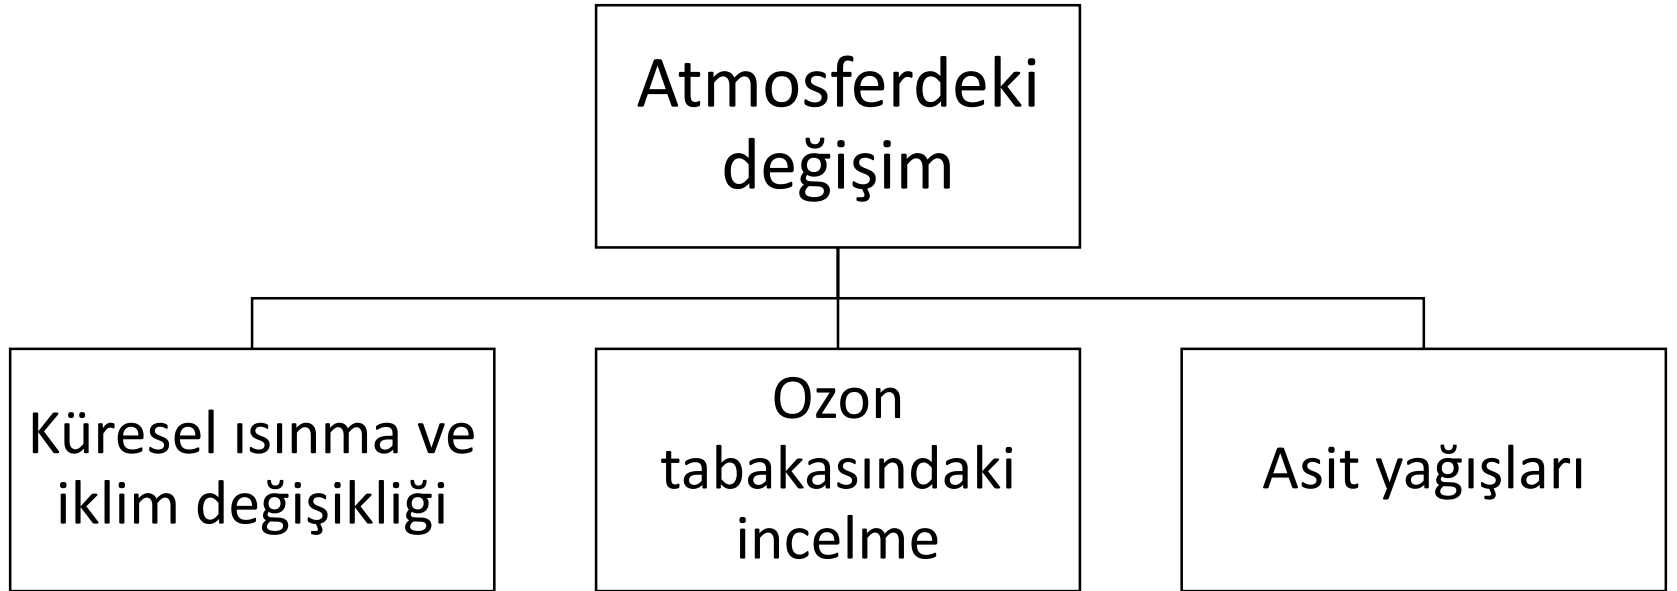 Atmosferdeki
değişim
Küresel ısınma ve
iklim değişikliği
Ozon
tabakasındaki
incelme
Asit yağışları